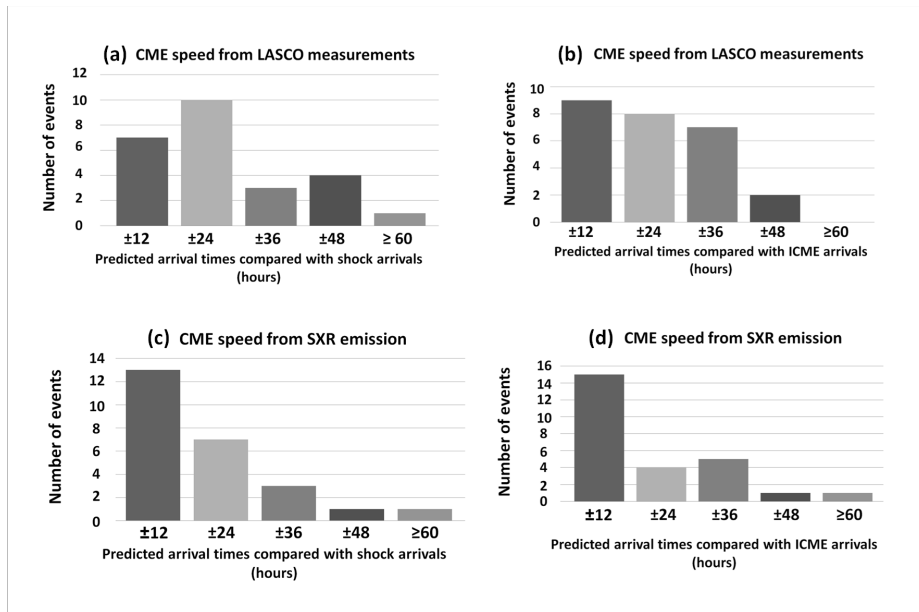 (a) CME speed from LASCO measurements
Number of events
12
10
8
6
4
2
0
±12 ±24 ±36 ±48 ≥ 60
Predicted arrival times compared with shock arrivals
(hours)
(b) CME speed from LASCO measurements
Number of events
10
8
6
4
2
0
±12 ±24 ±36 ±48 ≥60
Predicted arrival times compared with ICME arrivals
(hours)
(c) CME speed from SXR emission
Number of events
14
12
10
8
6
4
2
0
±12 ±24 ±36 ±48 ≥60
Predicted arrival times compared with shock arrivals
(hours)
(d) CME speed from SXR emission
Number of events
16
14
12
10
8
6
4
2
0
±12 ±24 ±36 ±48 ≥60
Predicted arrival times compared with ICME arrivals
(hours)